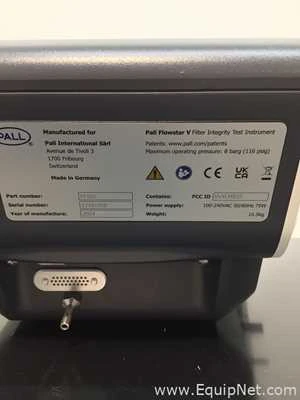 PALL
Manufactured for
Pall International Sàrl
Avenue de Tivoli 3
1700 Fribourg
Switzerland
Made in Germany
Pall Flowstar V Filter Integrity Test Instrument
Patents: www.pall.com/patents
Maximum operating pressure: 8 barg (116 psig)
CE
UK
CA
Part number:
Serial number:
Year of manufacture:
Contains:
FCC ID
Power supply:
100-240VAC 50/60Hz 75W
Weight:
www.EquipNet.com